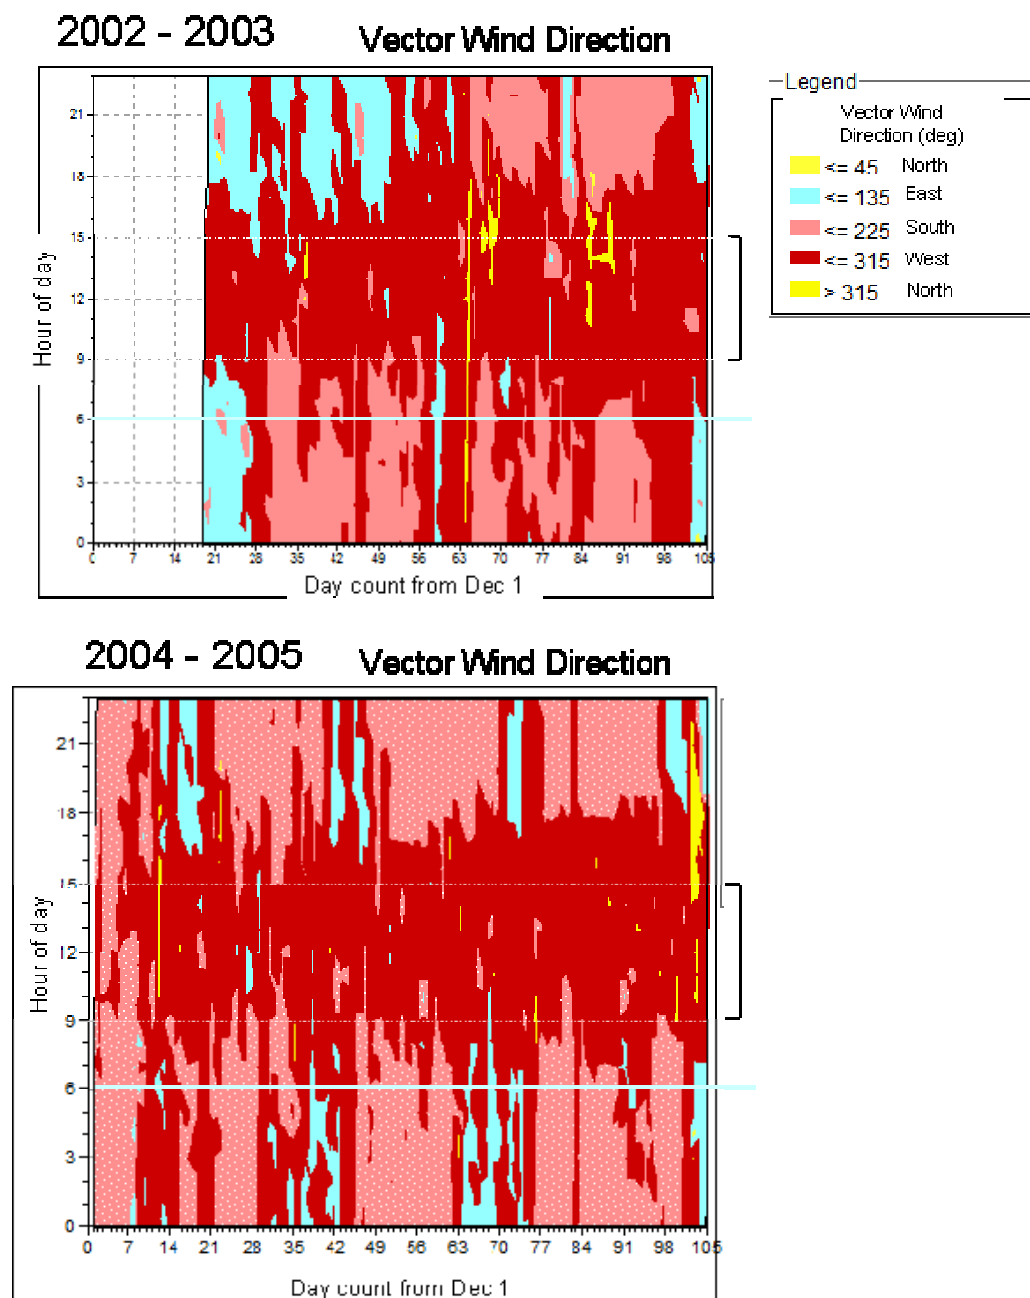 2002 - 2003 Vector Wind Direction
Legend
Vector Wind
Direction (deg)
<= 45 North
<= 135 East
<= 225 South
<= 315 West
> 315 North
Hour of day
21
18
15
12
9
6
3
0
0 7 14 21 28 35 42 49 56 63 70 77 84 91 98 105
Day count from Dec 1
2004 - 2005 Vector Wind Direction
Hour of day
21
18
15
12
9
6
3
0
0 7 14 21 28 35 42 49 56 63 70 77 84 91 98 105
Day count from Dec 1